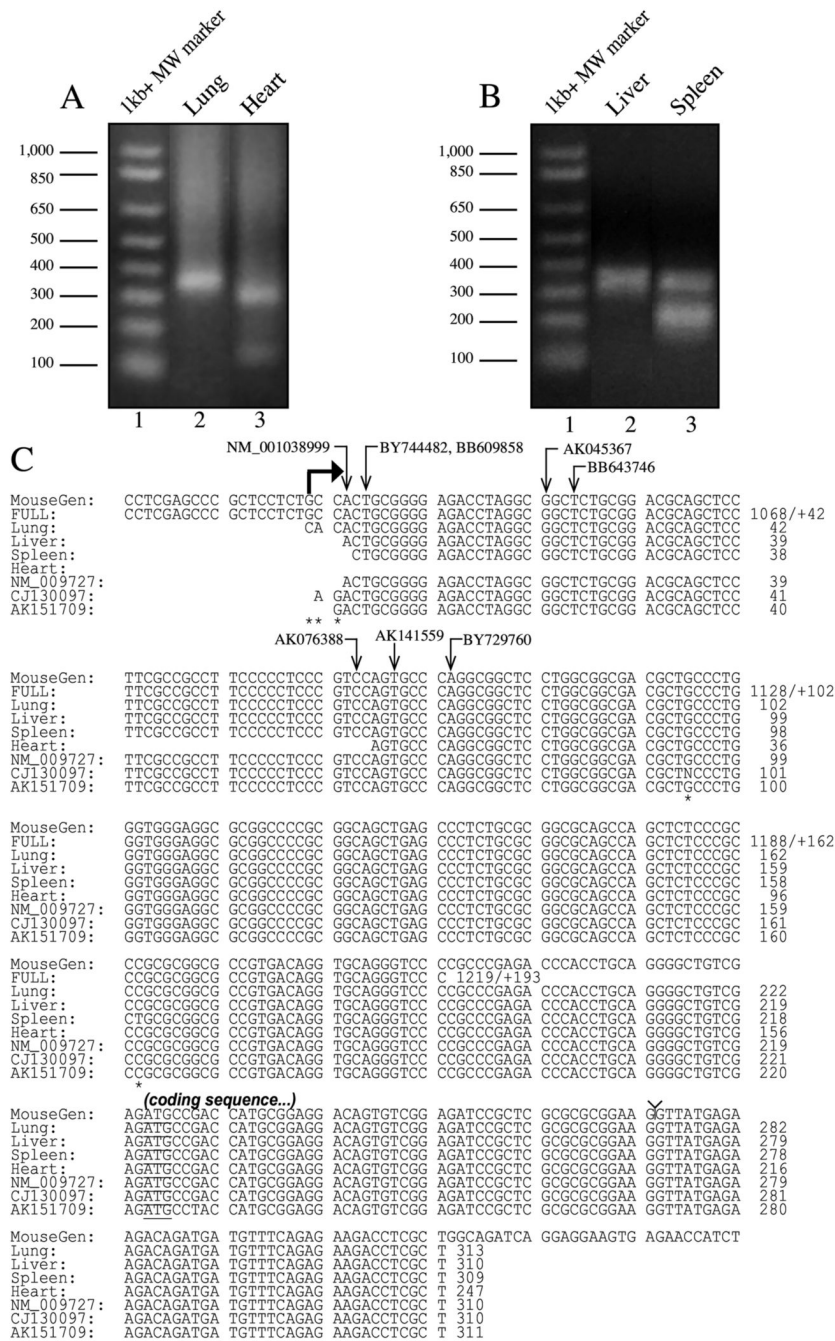 A
1kb+ MW marker
Lung
Heart
1,000
850
650
500
400
300
200
100
1 2 3
B
1kb+ MW marker
Liver
Spleen
1,000
850
650
500
400
300
200
100
1 2 3
C
NM_001038999
BY744482, BB609858
AK045367
BB643746
MouseGen: CCTCGAGCCC GCTCCTCTGC CACTGCGGGG AGACCTAGGC GGCTCTGCGG ACGCAGCTCC
FULL: CCTCGAGCCC GCTCCTCTGC CACTGCGGGG AGACCTAGGC GGCTCTGCGG ACGCAGCTCC 1068/+42
Lung: CA CACTGCGGGG AGACCTAGGC GGCTCTGCGG ACGCAGCTCC 42
Liver: ACTGCGGGG AGACCTAGGC GGCTCTGCGG ACGCAGCTCC 39
Spleen: CTGCGGGG AGACCTAGGC GGCTCTGCGG ACGCAGCTCC 38
Heart:
NM_009727: ACTGCGGGG AGACCTAGGC GGCTCTGCGG ACGCAGCTCC 39
CJ130097: A GACTGCGGGG AGACCTAGGC GGCTCTGCGG ACGCAGCTCC 41
AK151709: GACTGCGGGG AGACCTAGGC GGCTCTGCGG ACGCAGCTCC 40
** *
AK076388
AK141559
BY729760
MouseGen: TTCGCCGCCT TCCCCCTCCC GTCCAGTGCC CAGGCGGCTC CTGGCGGCGA CGCTGCCCTG
FULL: TTCGCCGCCT TCCCCCTCCC GTCCAGTGCC CAGGCGGCTC CTGGCGGCGA CGCTGCCCTG 1128/+102
Lung: TTCGCCGCCT TCCCCCTCCC GTCCAGTGCC CAGGCGGCTC CTGGCGGCGA CGCTGCCCTG 102
Liver: TTCGCCGCCT TCCCCCTCCC GTCCAGTGCC CAGGCGGCTC CTGGCGGCGA CGCTGCCCTG 99
Spleen: TTCGCCGCCT TCCCCCTCCC GTCCAGTGCC CAGGCGGCTC CTGGCGGCGA CGCTGCCCTG 98
Heart: AGTGCC CAGGCGGCTC CTGGCGGCGA CGCTGCCCTG 36
NM_009727: TTCGCCGCCT TCCCCCTCCC GTCCAGTGCC CAGGCGGCTC CTGGCGGCGA CGCTGCCCTG 99
CJ130097: TTCGCCGCCT TCCCCCTCCC GTCCAGTGCC CAGGCGGCTC CTGGCGGCGA CGCTGNCCTG 101
AK151709: TTCGCCGCCT TCCCCCTCCC GTCCAGTGCC CAGGCGGCTC CTGGCGGCGA CGCTGCCCTG 100
*
MouseGen: GGTGGGAGGC GCGGCCCCGC GGCAGCTGAG CCCCTCTGCGC GGCGCAGCCA GCTCTCCCGC
FULL: GGTGGGAGGC GCGGCCCCGC GGCAGCTGAG CCCTCTGCGC GGCGCAGCCA GCTCTCCCGC 1188/+162
Lung: GGTGGGAGGC GCGGCCCCGC GGCAGCTGAG CCCTCTGCGC GGCGCAGCCA GCTCTCCCGC 162
Liver: GGTGGGAGGC GCGGCCCCGC GGCAGCTGAG CCCTCTGCGC GGCGCAGCCA GCTCTCCCGC 159
Spleen: GGTGGGAGGC GCGGCCCCGC GGCAGCTGAG CCCTCTGCGC GGCGCAGCCA GCTCTCCCGC 158
Heart: GGTGGGAGGC GCGGCCCCGC GGCAGCTGAG CCCTCTGCGC GGCGCAGCCA GCTCTCCCGC 96
NM_009727: GGTGGGAGGC GCGGCCCCGC GGCAGCTGAG CCCTCTGCGC GGCGCAGCCA GCTCTCCCGC 159
CJ130097: GGTGGGAGGC GCGGCCCCGC GGCAGCTGAG CCCTCTGCGC GGCGCAGCCA GCTCTCCCGC 161
AK151709: GGTGGGAGGC GCGGCCCCGC GGCAGCTGAG CCCTCTGCGC GGCGCAGCCA GCTCTCCCGC 160
MouseGen: CCGCGCGGCG CCGTGACAGG TGCAGGGTCC CCGCCCGAGA CCCACCTGCA GGGGCTGTCG
FULL: CCGCGCGGCG CCGTGACAGG TGCAGGGTCC C 1219/+193
Lung: CCGCGCGGCG CCGTGACAGG TGCAGGGTCC CCGCCCGAGA CCCACCTGCA GGGGCTGTCG 222
Liver: CCGCGCGGCG CCGTGACAGG TGCAGGGTCC CCGCCCGAGA CCCACCTGCA GGGGCTGTCG 219
Spleen: CTGCGCGGCG CCGTGACAGG TGCAGGGTCC CCGCCCGAGA CCCACCTGCA GGGGCTGTCG 218
Heart: CCGCGCGGCG CCGTGACAGG TGCAGGGTCC CCGCCCGAGA CCCACCTGCA GGGGCTGTCG 156
NM_009727: CCGCGCGGCG CCGTGACAGG TGCAGGGTCC CCGCCCGAGA CCCACCTGCA GGGGCTGTCG 219
CJ130097: CCGCGCGGCG CCGTGACAGG TGCAGGGTCC CCGCCCGAGA CCCACCTGCA GGGGCTGTCG 221
AK151709: CCGCGCGGCG CCGTGACAGG TGCAGGGTCC CCGCCCGAGA CCCACCTGCA GGGGCTGTCG 220
*
(coding sequence...)
MouseGen: AGATGCCGAC CATGCGGAGG ACAGTGTCGG AGATCCGCTC GCGCGCGGAA GGTTATGAGA
Lung: AGATGCCGAC CATGCGGAGG ACAGTGTCGG AGATCCGCTC GCGCGCGGAA GGTTATGAGA 282
Liver: AGATGCCGAC CATGCGGAGG ACAGTGTCGG AGATCCGCTC GCGCGCGGAA GGTTATGAGA 279
Spleen: AGATGCCGAC CATGCGGAGG ACAGTGTCGG AGATCCGCTC GCGCGCGGAA GGTTATGAGA 278
Heart: AGATGCCGAC CATGCGGAGG ACAGTGTCGG AGATCCGCTC GCGCGCGGAA GGTTATGAGA 216
NM_009727: AGATGCCGAC CATGCGGAGG ACAGTGTCGG AGATCCGCTC GCGCGCGGAA GGTTATGAGA 279
CJ130097: AGATGCCGAC CATGCGGAGG ACAGTGTCGG AGATCCGCTC GCGCGCGGAA GGTTATGAGA 281
AK151709: AGATGCCTAC CATGCGGAGG ACAGTGTCGG AGATCCGCTC GCGCGCGGAA GGTTATGAGA 280
MouseGen: AGACAGATGA TGTTTCAGAG AAGACCTCGC TGGCAGATCA GGAGGAAGTG AGAACCATCT
Lung: AGACAGATGA TGTTTCAGAG AAGACCTCGC T 313
Liver: AGACAGATGA TGTTTCAGAG AAGACCTCGC T 310
Spleen: AGACAGATGA TGTTTCAGAG AAGACCTCGC T 309
Heart: AGACAGATGA TGTTTCAGAG AAGACCTCGC T 247
NM_009727: AGACAGATGA TGTTTCAGAG AAGACCTCGC T 310
CJ130097: AGACAGATGA TGTTTCAGAG AAGACCTCGC T 310
AK151709: AGACAGATGA TGTTTCAGAG AAGACCTCGC T 311